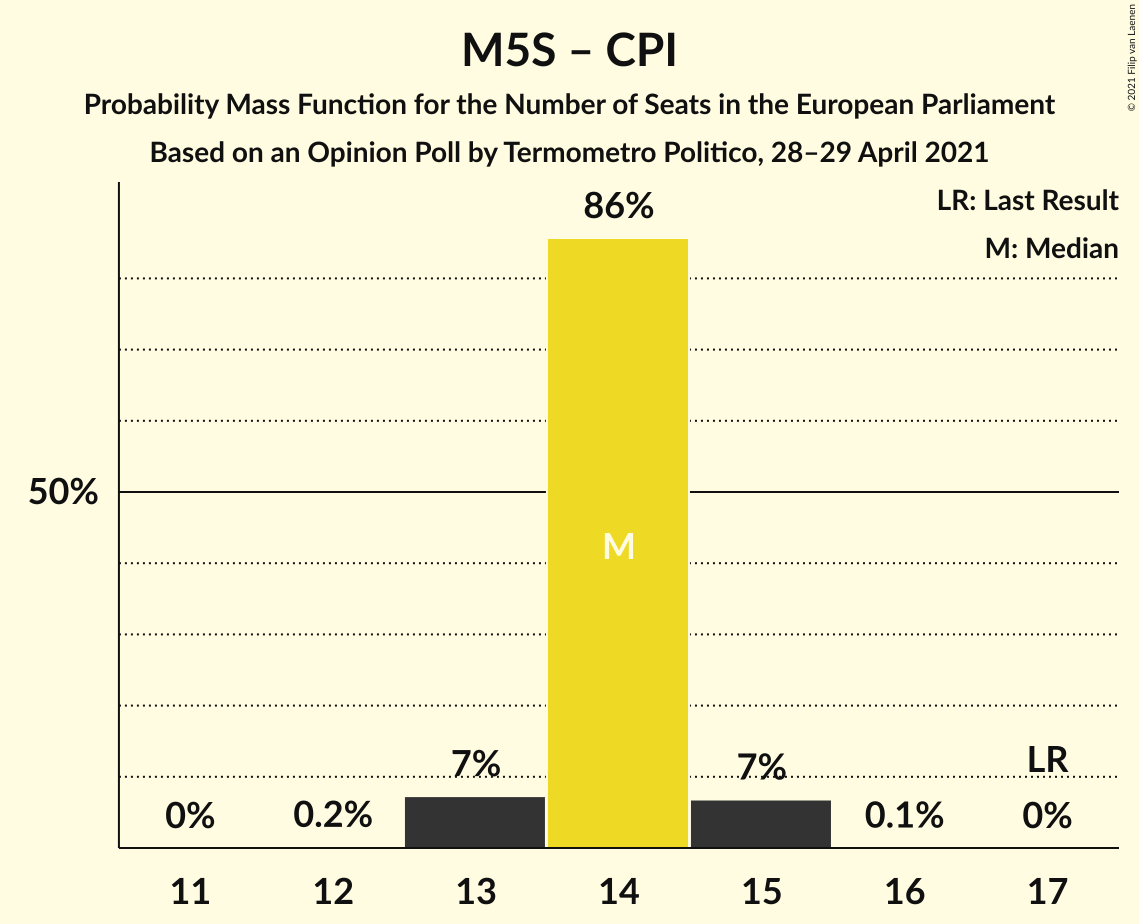 M5S – CPI
Probability Mass Function for the Number of Seats in the European Parliament
Based on an Opinion Poll by Termometro Politico, 28–29 April 2021
© 2021 Filip van Laenen
LR: Last Result
M: Median
86%
50%
M
7%
7%
LR
0%
0.2%
0.1%
0%
11 12 13 14 15 16 17